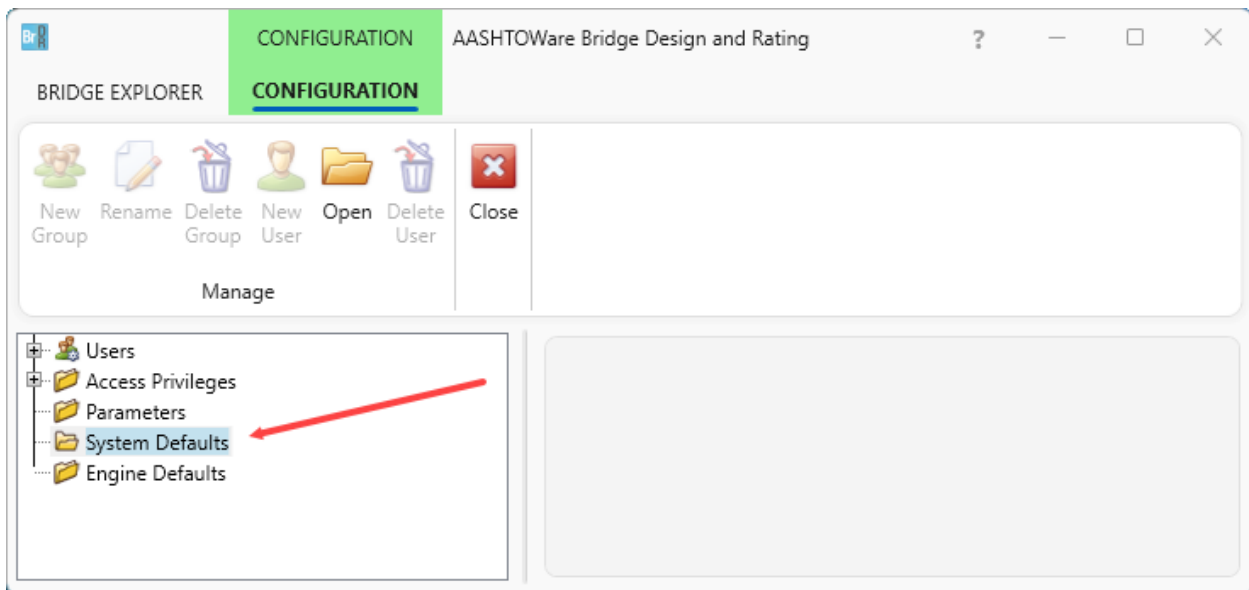 Br DR
CONFIGURATION
AASHTOWare Bridge Design and Rating
?
BRIDGE EXPLORER
CONFIGURATION
New Group
Rename
Delete Group
New User
Open
Delete User
Close
Manage
Users
Access Privileges
Parameters
System Defaults
Engine Defaults